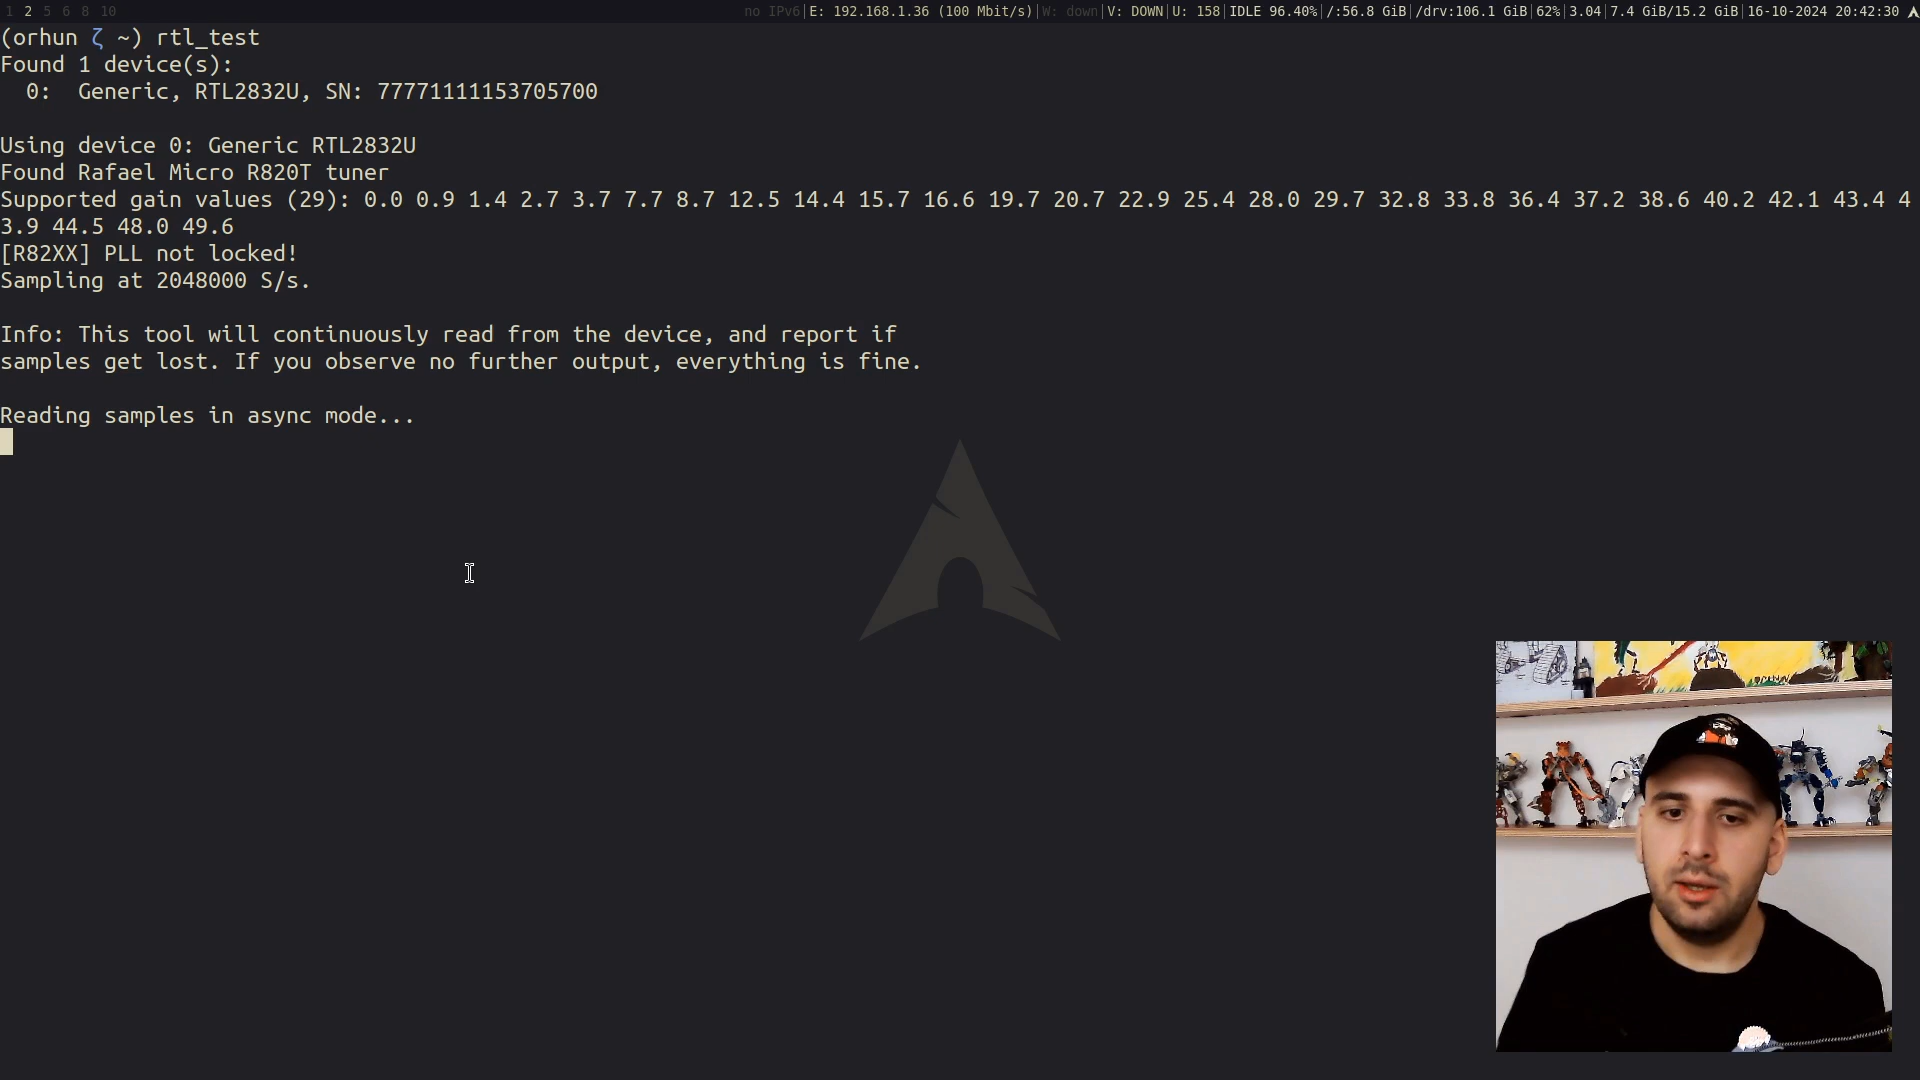 1 2 5 6 8 10 no IPv6|E: 192.168.1.36 (100 Mbit/s)|W: down|V: DOWN|U: 158|IDLE 96.40%|/:56.8 GiB|/drv:106.1 GiB|62%|3.04|7.4 GiB/15.2 GiB|16-10-2024 20:42:30
(orhun ζ ~) rtl_test
Found 1 device(s):
  0:  Generic, RTL2832U, SN: 77771111153705700
Using device 0: Generic RTL2832U
Found Rafael Micro R820T tuner
Supported gain values (29): 0.0 0.9 1.4 2.7 3.7 7.7 8.7 12.5 14.4 15.7 16.6 19.7 20.7 22.9 25.4 28.0 29.7 32.8 33.8 36.4 37.2 38.6 40.2 42.1 43.4 4
3.9 44.5 48.0 49.6
[R82XX] PLL not locked!
Sampling at 2048000 S/s.
Info: This tool will continuously read from the device, and report if
samples get lost. If you observe no further output, everything is fine.
Reading samples in async mode...